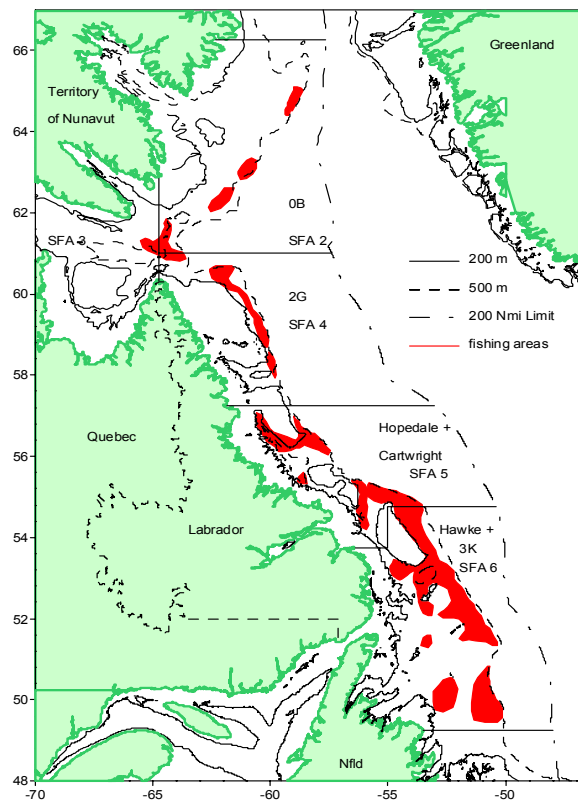 66
64
62
60
58
56
54
52
50
48
-70
-65
-60
-55
-50
Greenland
Territory
of Nunavut
0B
SFA 2
SFA 3
2G
SFA 4
200 m
500 m
200 Nmi Limit
fishing areas
Quebec
Hopedale +
Cartwright
SFA 5
Labrador
Hawke +
3K
SFA 6
Nfld